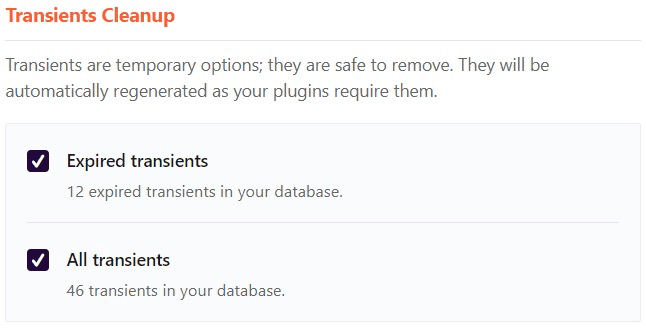 Transients Cleanup
Transients are temporary options; they are safe to remove. They will be
automatically regenerated as your plugins require them.
Expired transients
12 expired transients in your database.
All transients
46 transients in your database.